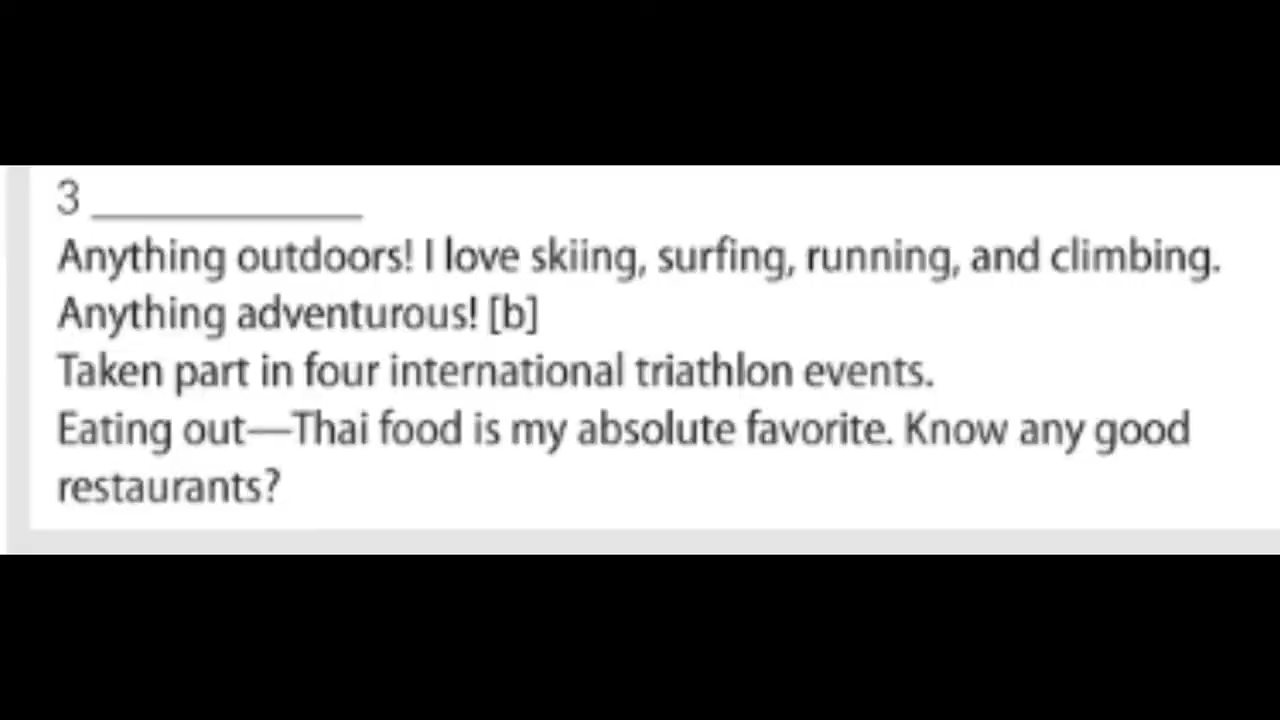 3 ____________
Anything outdoors! I love skiing, surfing, running, and climbing.
Anything adventurous! [b]
Taken part in four international triathlon events.
Eating out—Thai food is my absolute favorite. Know any good
restaurants?